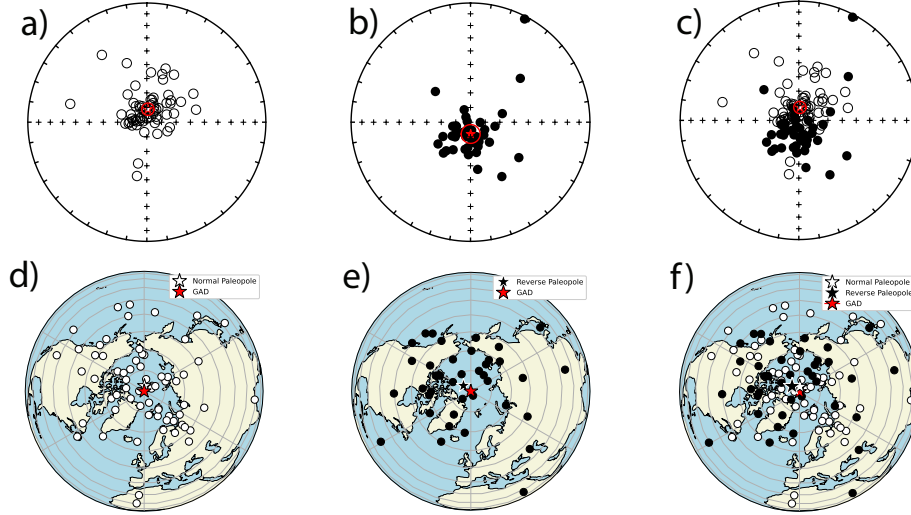 a)
b)
c)
d)
Normal Paleopole
GAD
e)
Reverse Paleopole
GAD
f)
Normal Paleopole
Reverse Paleopole
GAD